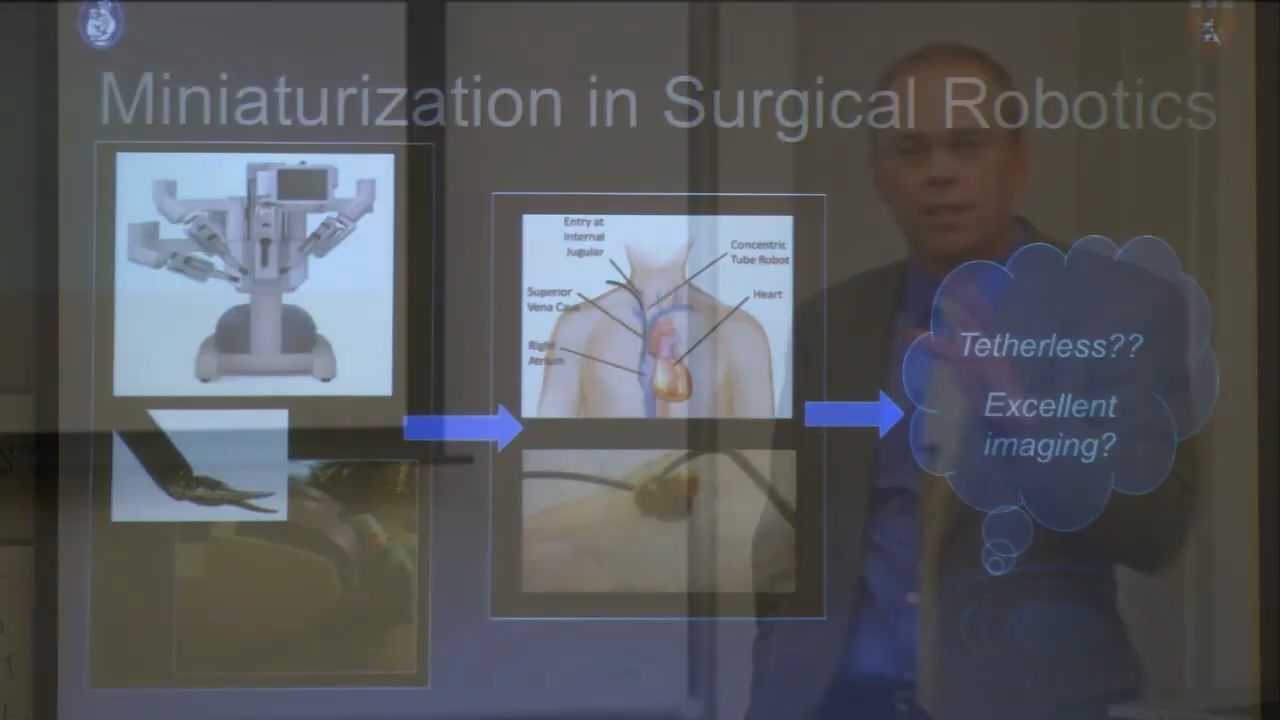 Miniaturization in Surgical Robotics
Entry at
Internal
Jugular
Concentric
Tube Robot
Superior
Vena Cava
Heart
Right
Atrium
Tetherless??
Excellent
imaging?